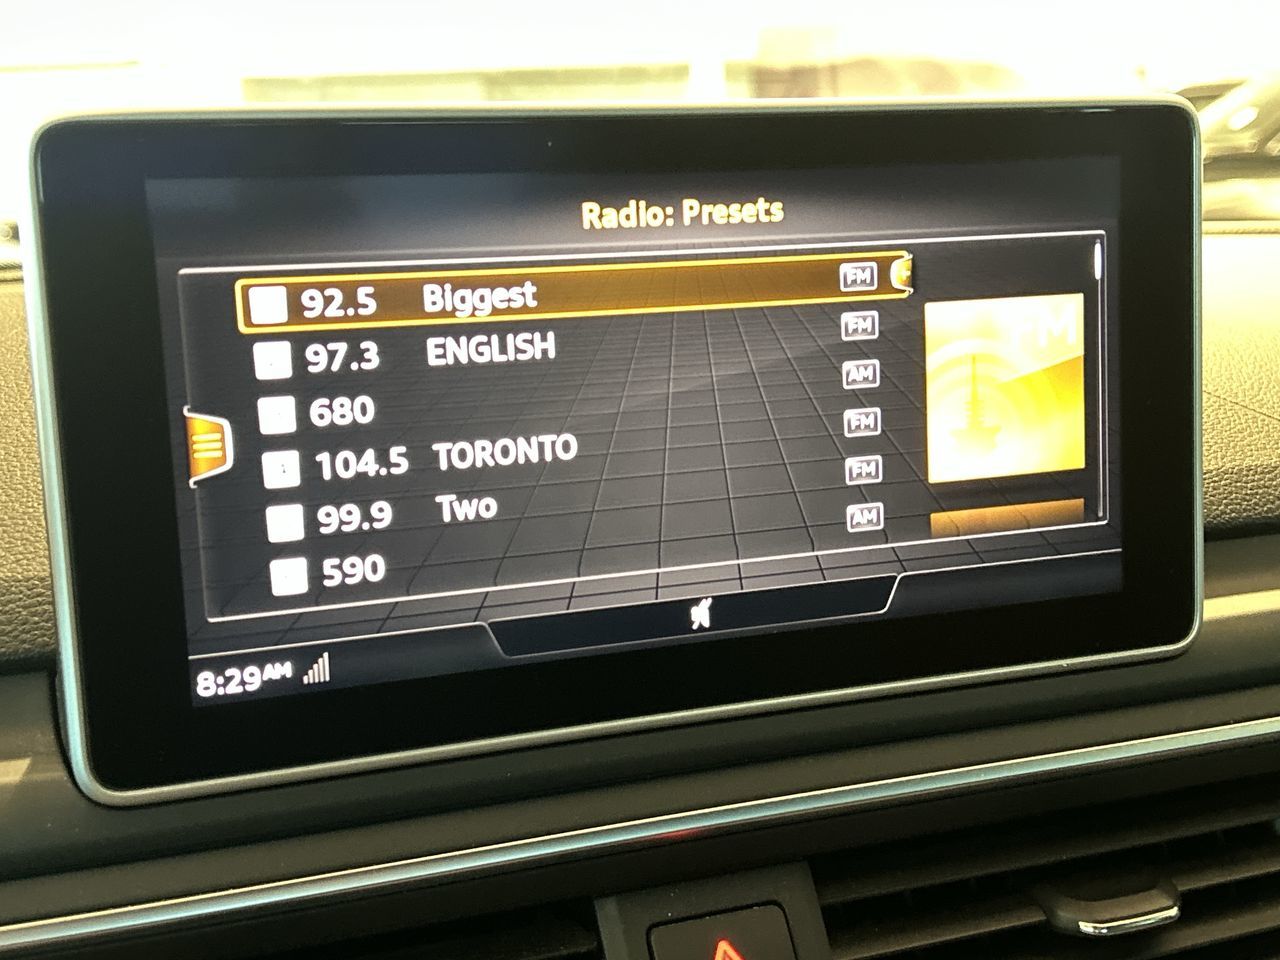 Radio: Presets
92.5 Biggest FM
97.3 ENGLISH FM
680 AM
104.5 TORONTO FM
99.9 Two FM
590 AM
FM
8:29AM